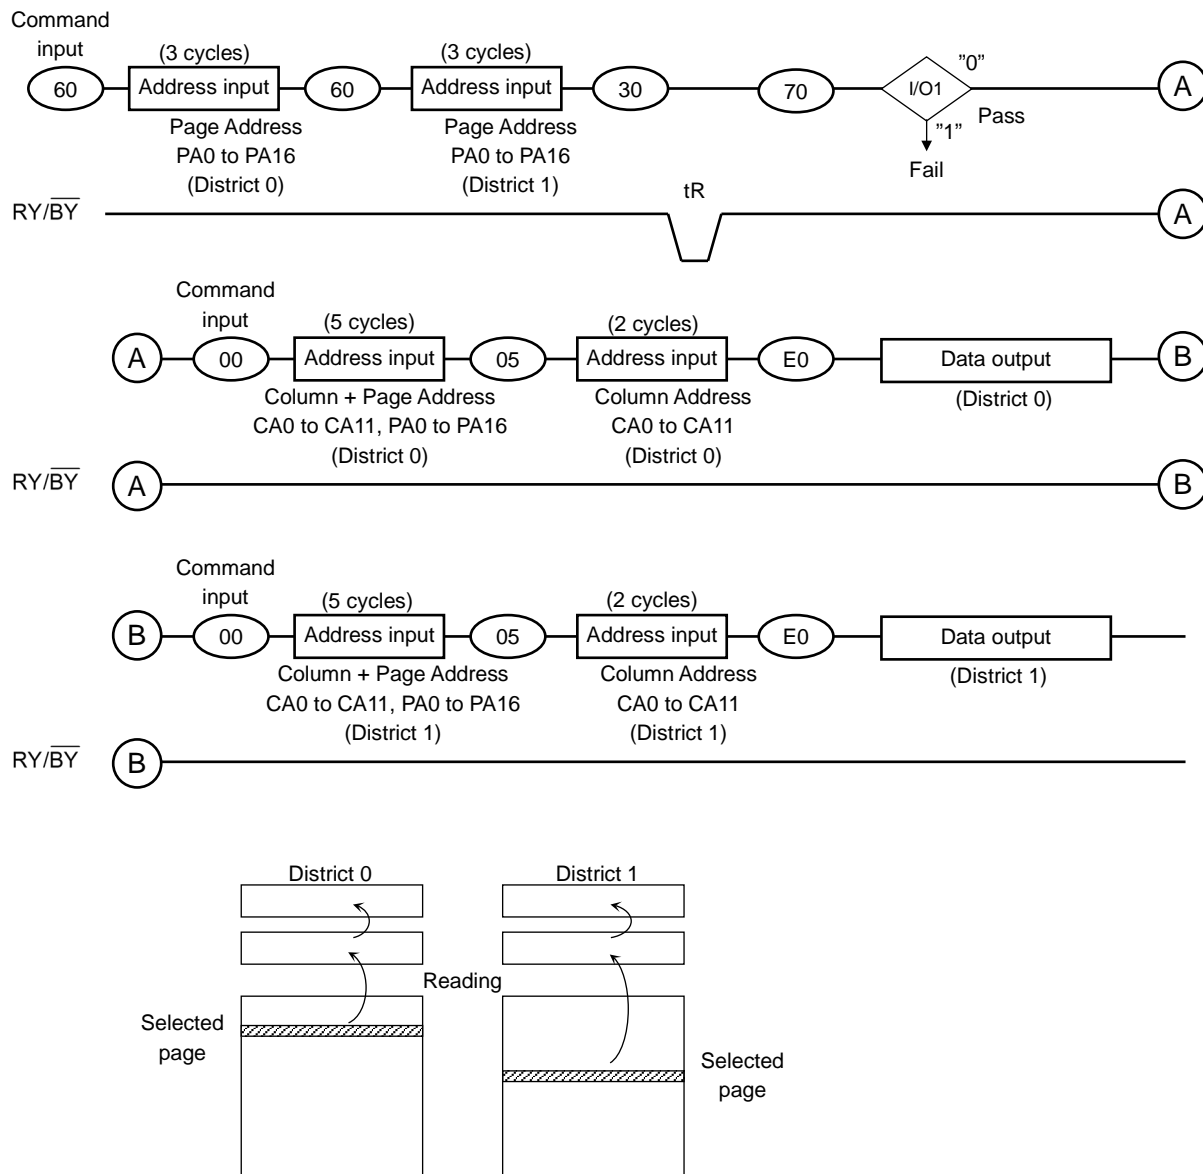 Command
input
(3 cycles)
(3 cycles)
60
Address input
60
Address input
30
70
I/O1
”0”
A
Pass
”1”
Fail
Page Address
PA0 to PA16
(District 0)
Page Address
PA0 to PA16
(District 1)
tR
RY/BY
A
Command
input
(5 cycles)
(2 cycles)
A
00
Address input
05
Address input
E0
Data output
B
Column + Page Address
CA0 to CA11, PA0 to PA16
(District 0)
Column Address
CA0 to CA11
(District 0)
(District 0)
RY/BY
A
B
Command
input
(5 cycles)
(2 cycles)
B
00
Address input
05
Address input
E0
Data output
Column + Page Address
CA0 to CA11, PA0 to PA16
(District 1)
Column Address
CA0 to CA11
(District 1)
(District 1)
RY/BY
B
District 0
District 1
Reading
Selected
page
Selected
page